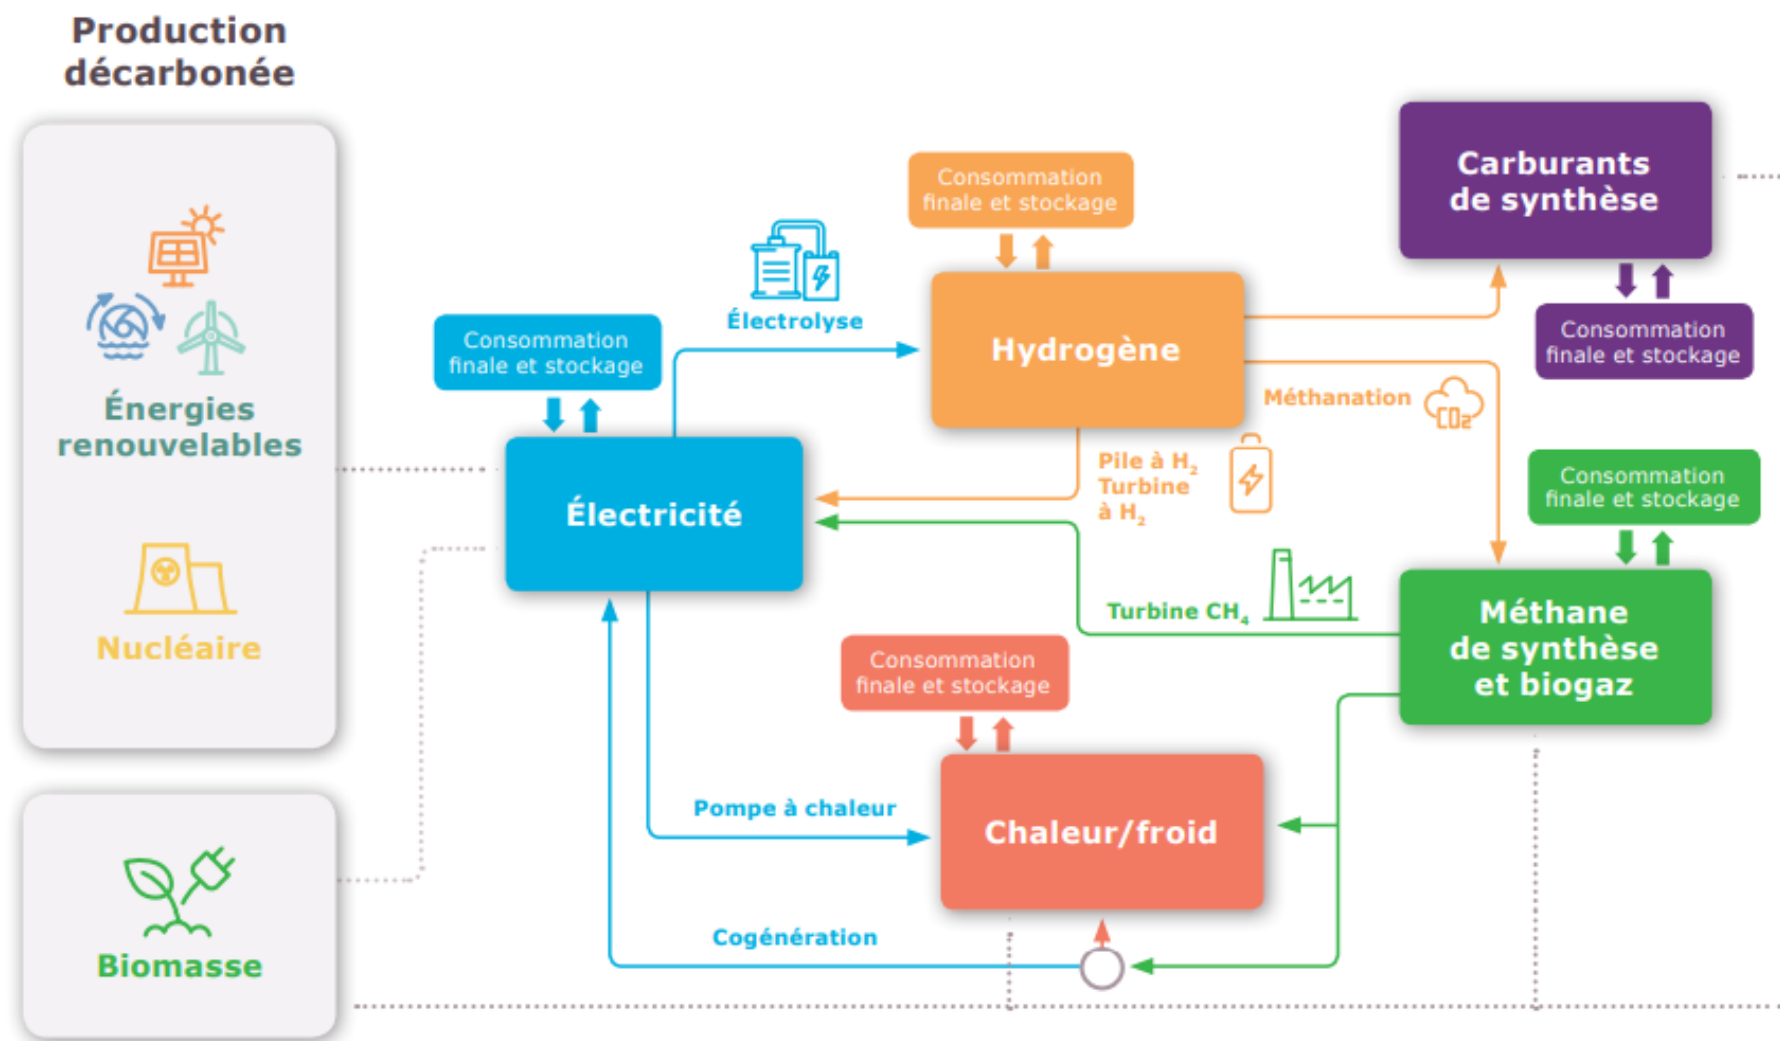 Production
décarbonée
Énergies
renouvelables
Nucléaire
Biomasse
Consommation
finale et stockage
Électricité
Électrolyse
Consommation
finale et stockage
Hydrogène
Carburants
de synthèse
Consommation
finale et stockage
Méthanation
CO2
Pile à H₂
Turbine
à H₂
Consommation
finale et stockage
Méthane
de synthèse
et biogaz
Turbine CH₄
Consommation
finale et stockage
Chaleur/froid
Pompe à chaleur
Cogénération